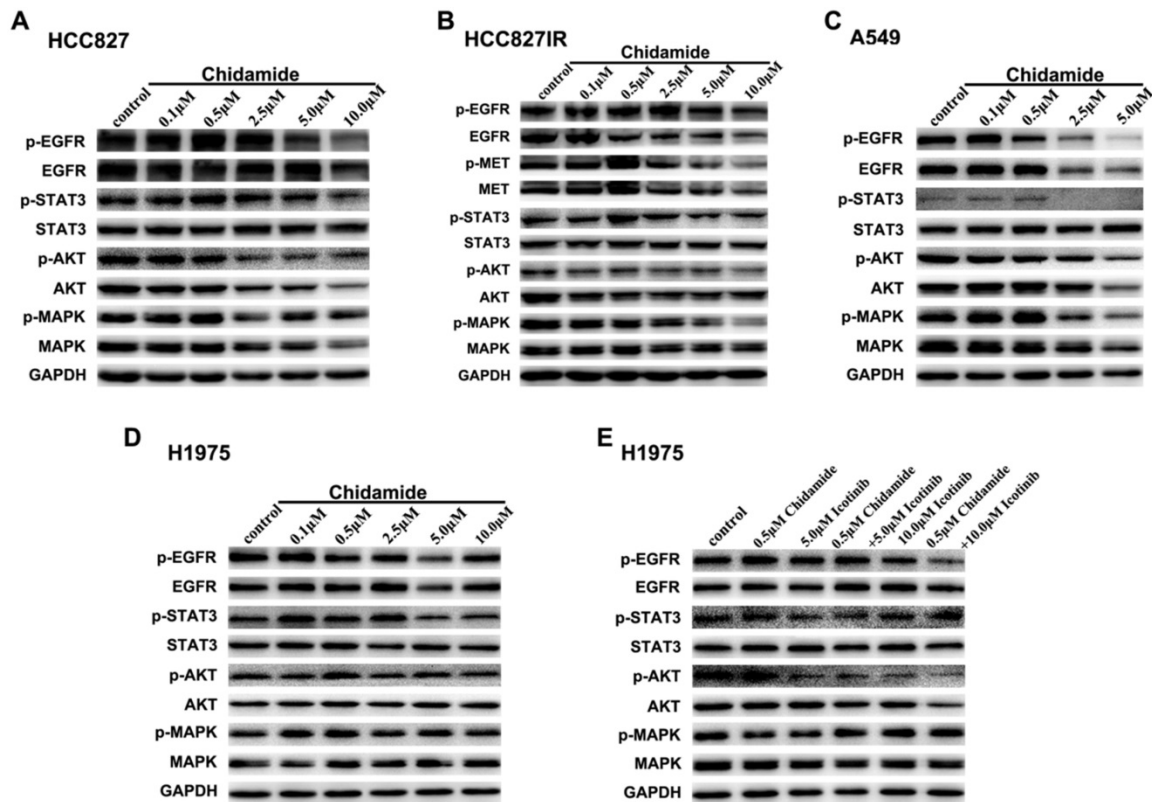 A HCC827
Chidamide
control 0.1μM 0.5μM 2.5μM 5.0μM 10.0μM
p-EGFR
EGFR
p-STAT3
STAT3
p-AKT
AKT
p-MAPK
MAPK
GAPDH
B HCC827IR
Chidamide
control 0.1μM 0.5μM 2.5μM 5.0μM 10.0μM
p-EGFR
EGFR
p-MET
MET
p-STAT3
STAT3
p-AKT
AKT
p-MAPK
MAPK
GAPDH
C A549
Chidamide
control 0.1μM 0.5μM 2.5μM 5.0μM
p-EGFR
EGFR
p-STAT3
STAT3
p-AKT
AKT
p-MAPK
MAPK
GAPDH
D H1975
Chidamide
control 0.1μM 0.5μM 2.5μM 5.0μM 10.0μM
p-EGFR
EGFR
p-STAT3
STAT3
p-AKT
AKT
p-MAPK
MAPK
GAPDH
E H1975
control
0.5μM Chidamide
5.0μM Icotinib
0.5μM Chidamide
+5.0μM Icotinib
10.0μM Icotinib
0.5μM Chidamide
+10.0μM Icotinib
p-EGFR
EGFR
p-STAT3
STAT3
p-AKT
AKT
p-MAPK
MAPK
GAPDH